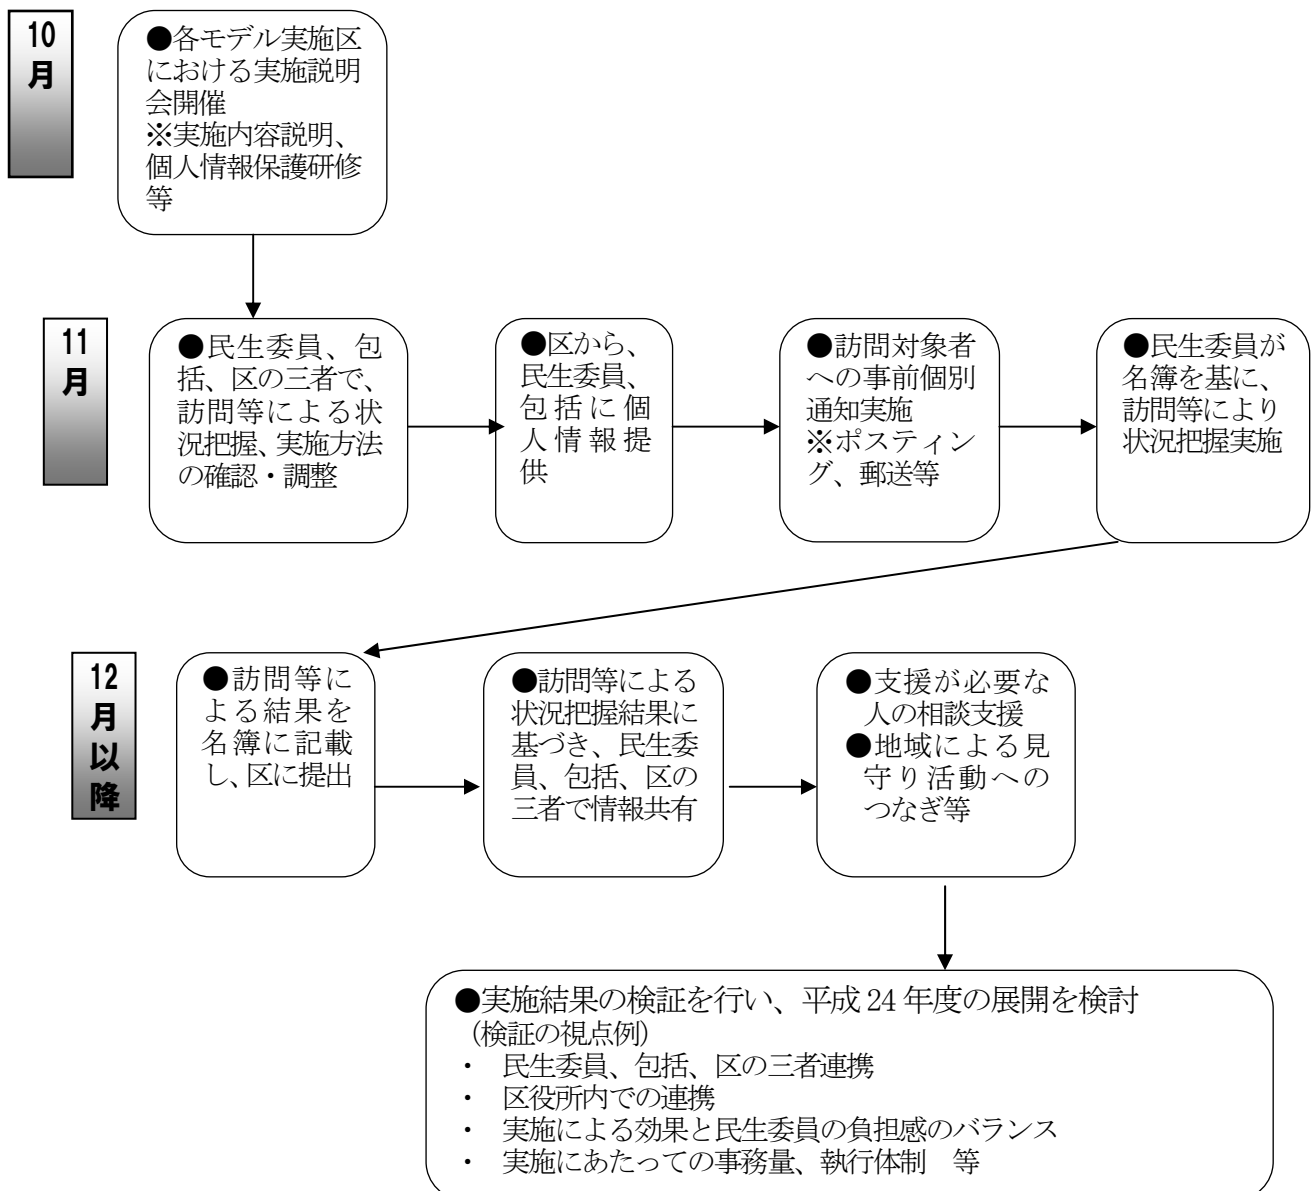 10
月
●各モデル実施区
における実施説明
会開催
※実施内容説明、
個人情報保護研修
等
11
月
●民生委員、包
括、区の三者で、
訪問等による状
況把握、実施方法
の確認・調整
●区から、
民生委員、
包括に個
人情報提
供
●訪問対象者
への事前個別
通知実施
※ポスティン
グ、郵送等
●民生委員が
名簿を基に、
訪問等により
状況把握実施
12
月
以
降
●訪問等に
よる結果を
名簿に記載
し、区に提出
●訪問等による
状況把握結果に
基づき、民生委
員、包括、区の
三者で情報共有
●支援が必要な
人の相談支援
●地域による見
守り活動への
つなぎ等
●実施結果の検証を行い、平成24年度の展開を検討
(検証の視点例)
・ 民生委員、包括、区の三者連携
・ 区役所内での連携
・ 実施による効果と民生委員の負担感のバランス
・ 実施にあたっての事務量、執行体制 等